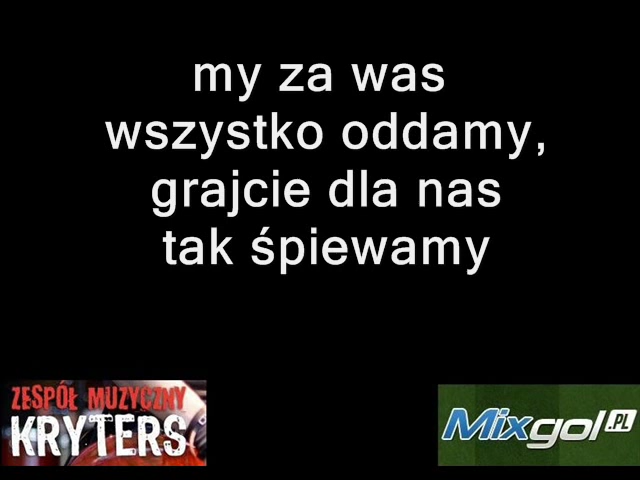 my za was
wszystko oddamy,
grajcie dla nas
tak śpiewamy
ZESPÓŁ MUZYCZNY
KRYTERS
Mixgol.PL